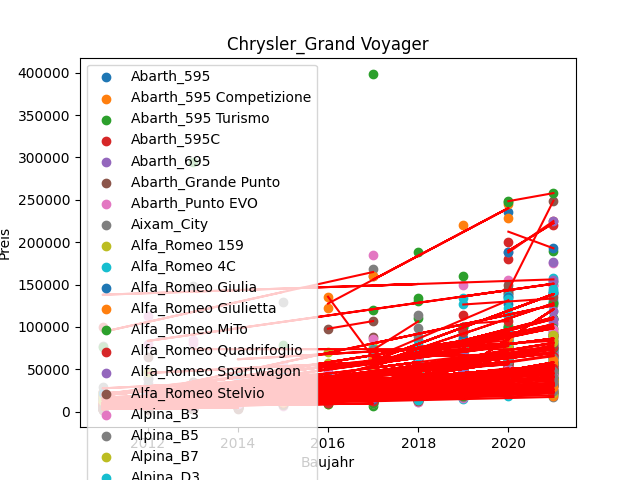 Chrysler_Grand Voyager
400000
350000
300000
250000
200000
150000
100000
50000
0
Preis
2012
2014
2016
2018
2020
Baujahr
Abarth_595
Abarth_595 Competizione
Abarth_595 Turismo
Abarth_595C
Abarth_695
Abarth_Grande Punto
Abarth_Punto EVO
Aixam_City
Alfa_Romeo 159
Alfa_Romeo 4C
Alfa_Romeo Giulia
Alfa_Romeo Giulietta
Alfa_Romeo MiTo
Alfa_Romeo Quadrifoglio
Alfa_Romeo Sportwagon
Alfa_Romeo Stelvio
Alpina_B3
Alpina_B5
Alpina_B7
Alpina_D3